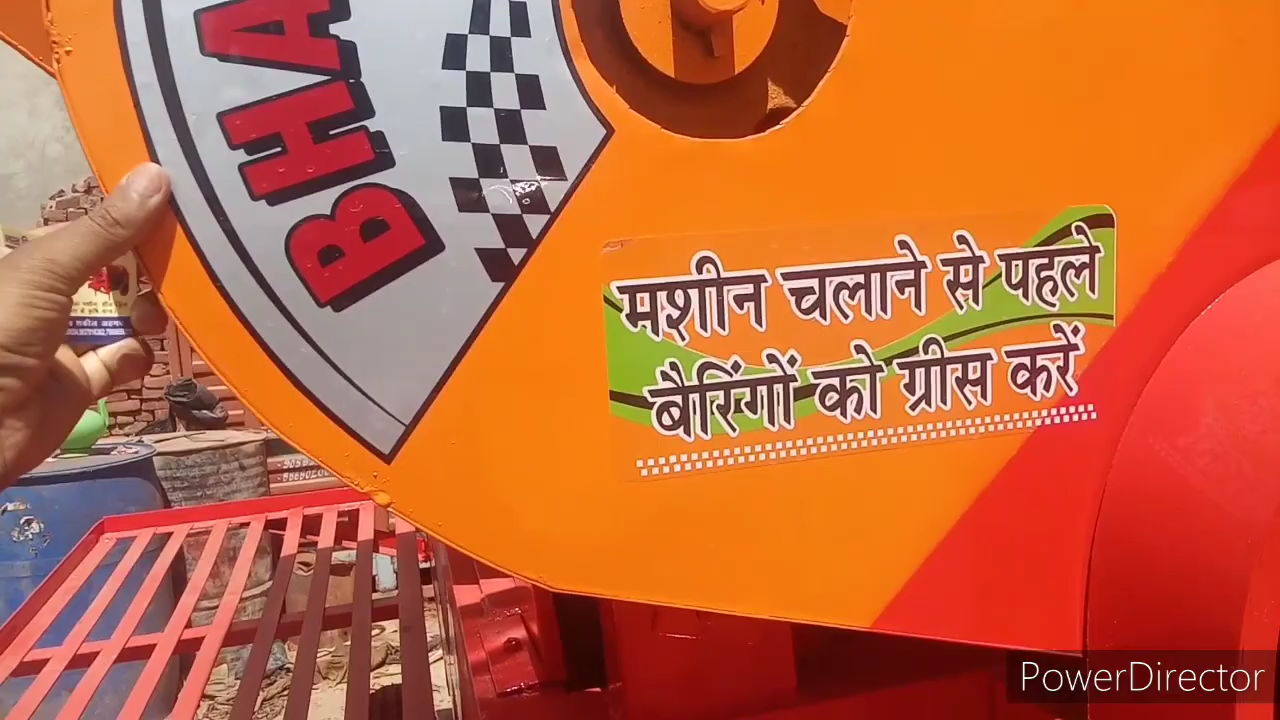 BHA
मशीन चलाने से पहले
बैरिंगों को ग्रीस करें
PowerDirector